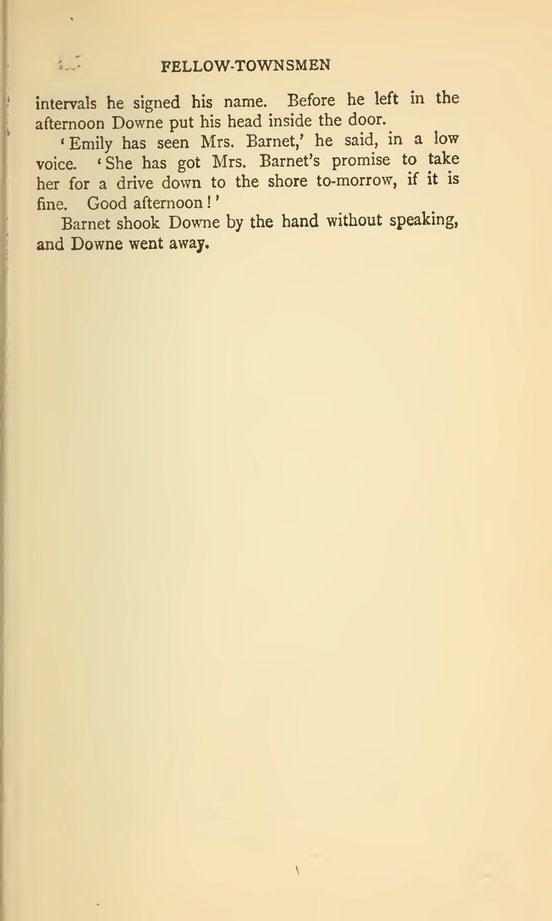 FELLOW-TOWNSMEN
intervals he signed his name. Before he left in the
afternoon Downe put his head inside the door.
‘Emily has seen Mrs. Barnet,’ he said, in a low
voice. ‘She has got Mrs. Barnet’s promise to take
her for a drive down to the shore to-morrow, if it is
fine. Good afternoon!’
Barnet shook Downe by the hand without speaking,
and Downe went away.